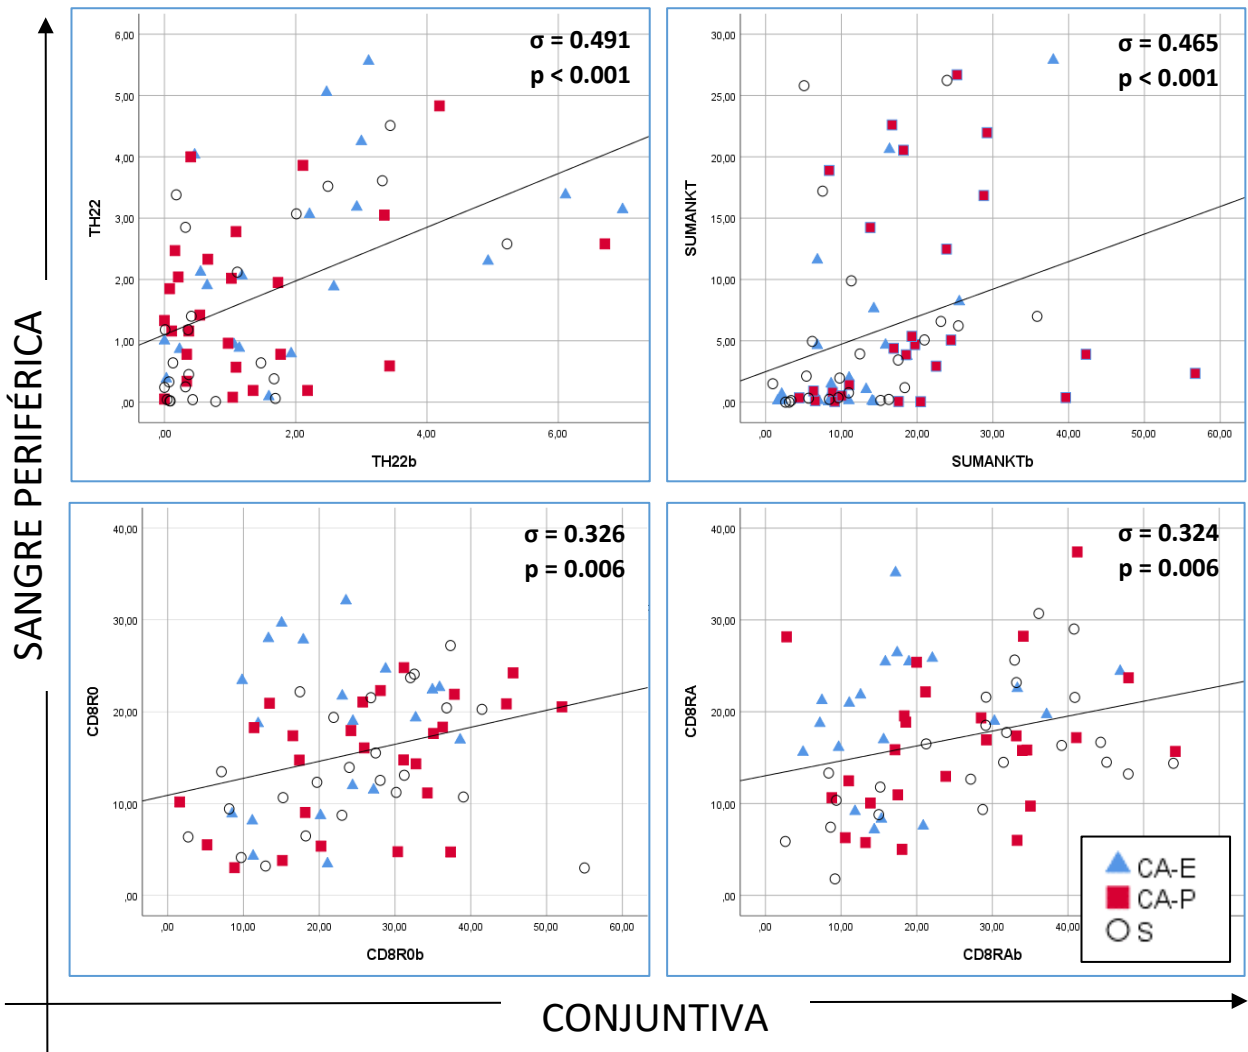 SANGRE PERIFÉRICA
σ = 0.491
p < 0.001
6,00
5,00
4,00
3,00
2,00
1,00
,00
TH22
,00 2,00 4,00 6,00
TH22b
σ = 0.465
p < 0.001
30,00
25,00
20,00
15,00
10,00
5,00
,00
SUMANKT
,00 10,00 20,00 30,00 40,00 50,00 60,00
SUMANKTb
σ = 0.326
p = 0.006
40,00
30,00
20,00
10,00
,00
CD8R0
,00 10,00 20,00 30,00 40,00 50,00 60,00
CD8R0b
σ = 0.324
p = 0.006
40,00
30,00
20,00
10,00
,00
CD8RA
,00 10,00 20,00 30,00 40,00
CD8RAb
CA-E
CA-P
S
CONJUNTIVA